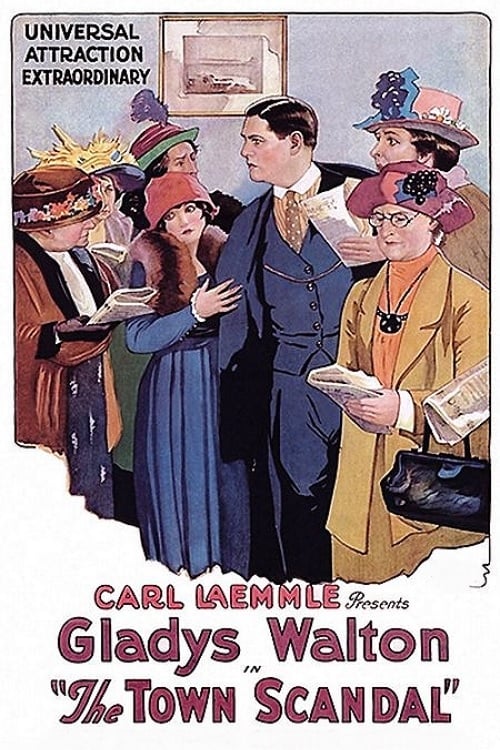 UNIVERSAL
ATTRACTION
EXTRAORDINARY
CARL LAEMMLE Presents
Gladys Walton
IN
"The TOWN SCANDAL"